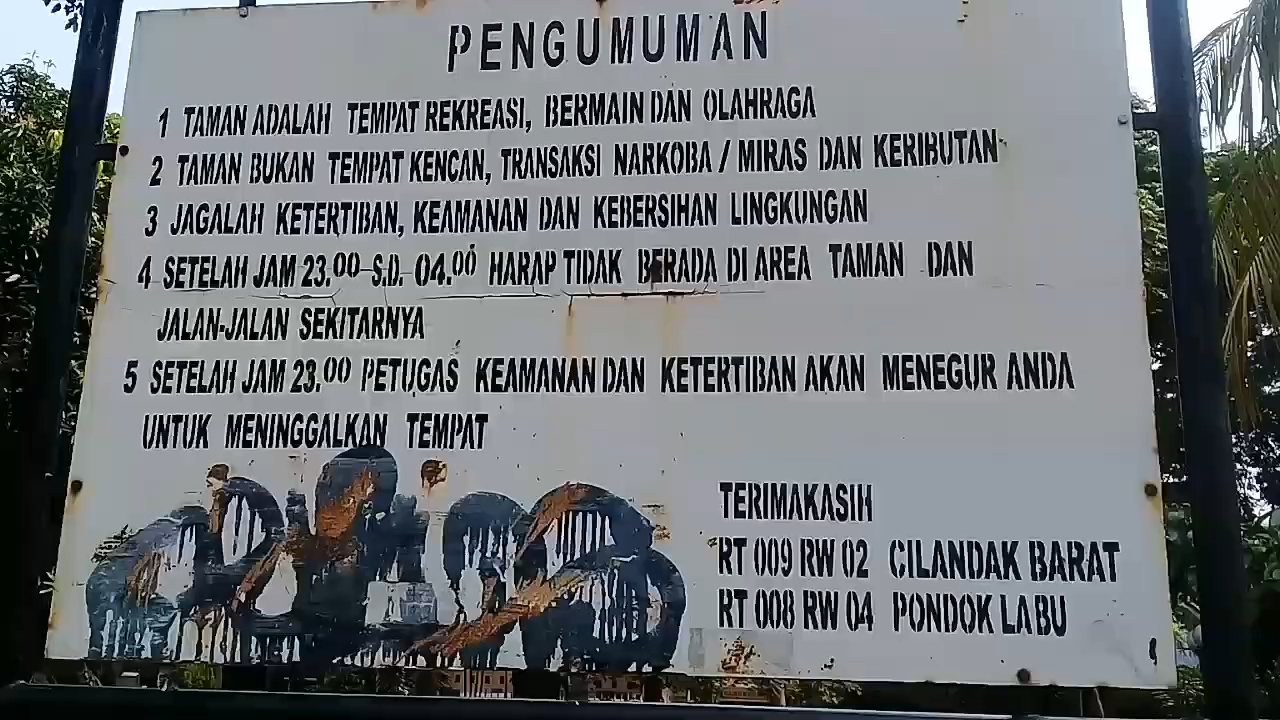 PENGUMUMAN
1 TAMAN ADALAH TEMPAT REKREASI, BERMAIN DAN OLAHRAGA
2 TAMAN BUKAN TEMPAT KENCAN, TRANSAKSI NARKOBA / MIRAS DAN KERIBUTAN
3 JAGALAH KETERTIBAN, KEAMANAN DAN KEBERSIHAN LINGKUNGAN
4 SETELAH JAM 23.00 S.D. 04.00 HARAP TIDAK BERADA DI AREA TAMAN DAN
JALAN-JALAN SEKITARNYA
5 SETELAH JAM 23.00 PETUGAS KEAMANAN DAN KETERTIBAN AKAN MENEGUR ANDA
UNTUK MENINGGALKAN TEMPAT
TERIMAKASIH
RT 009 RW 02 CILANDAK BARAT
RT 008 RW 04 PONDOK LABU